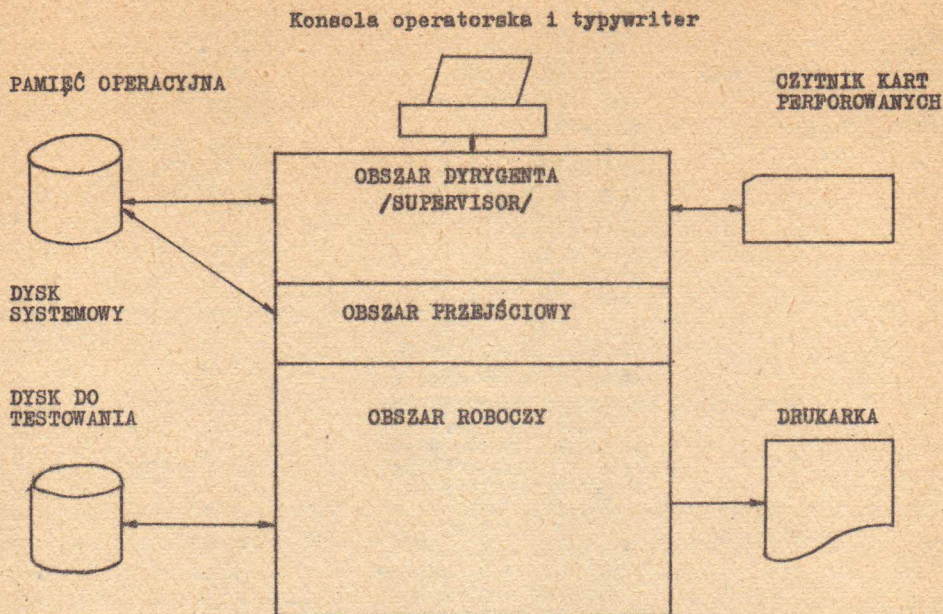 Konsola operatorska i typywriter
PAMIĘĆ OPERACYJNA
CZYTNIK KART
PERFOROWANYCH
OBSZAR DYRYGENTA
/SUPERVISOR/
DYSK
SYSTEMOWY
OBSZAR PRZEJŚCIOWY
DYSK DO
TESTOWANIA
OBSZAR ROBOCZY
DRUKARKA